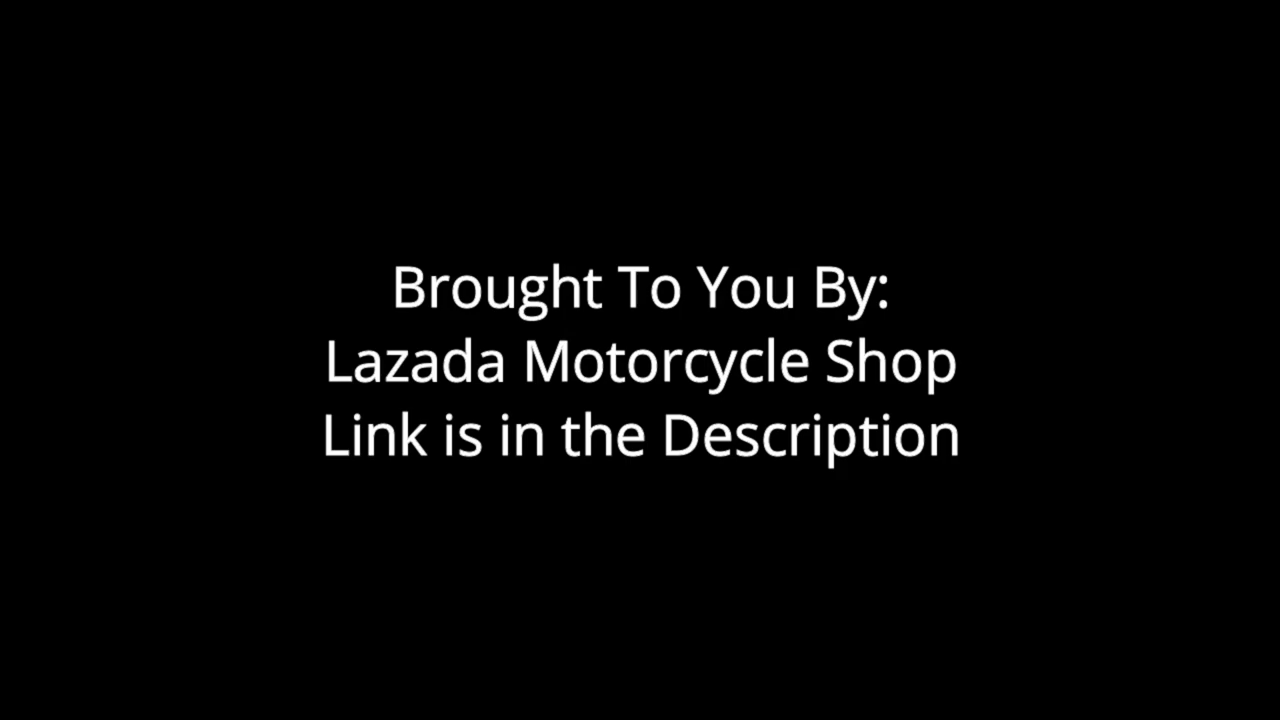 Brought To You By:
Lazada Motorcycle Shop
Link is in the Description